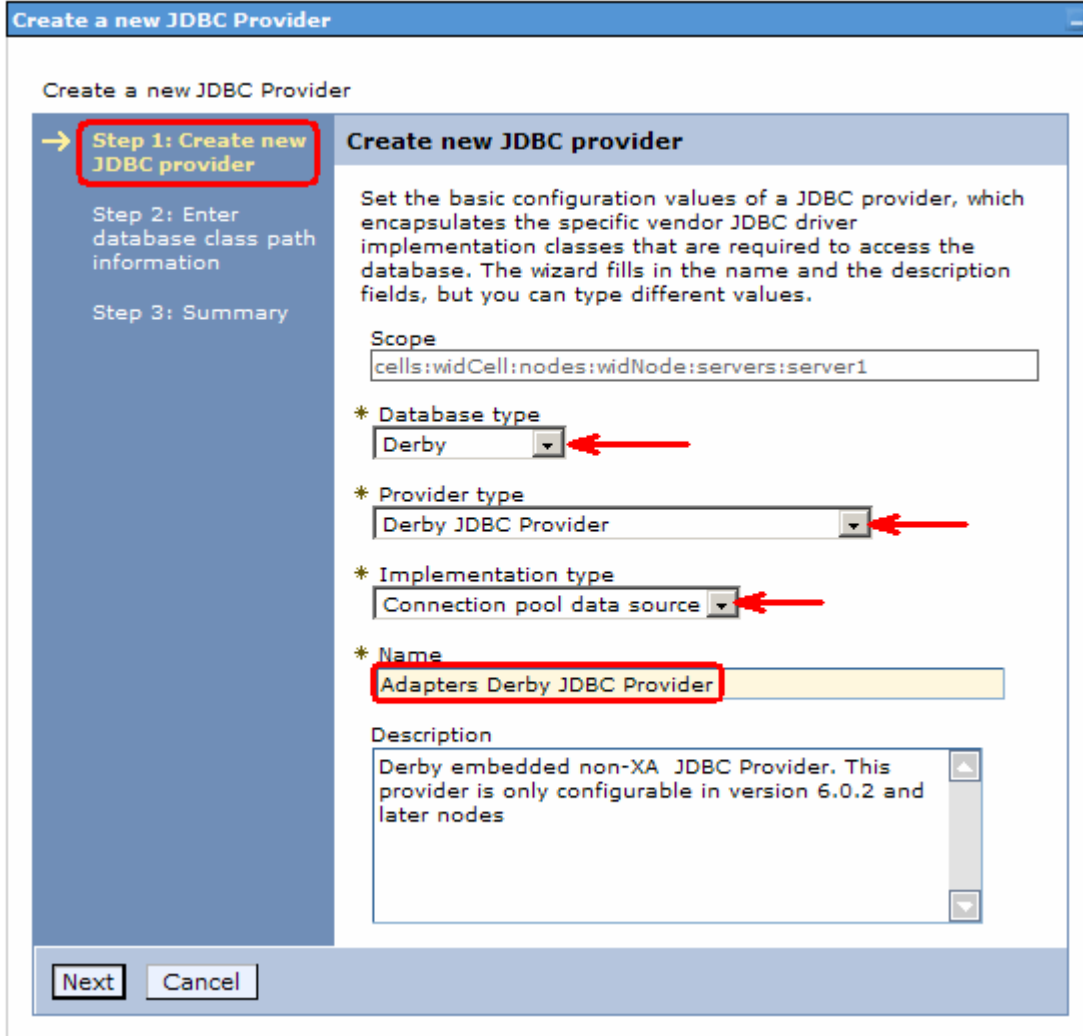 Create a new JDBC Provider
Create a new JDBC Provider
Step 1: Create new
JDBC provider
Step 2: Enter
database class path
information
Step 3: Summary
Create new JDBC provider
Set the basic configuration values of a JDBC provider, which
encapsulates the specific vendor JDBC driver
implementation classes that are required to access the
database. The wizard fills in the name and the description
fields, but you can type different values.
Scope
cells:widCell:nodes:widNode:servers:server1
* Database type
Derby
* Provider type
Derby JDBC Provider
* Implementation type
Connection pool data source
* Name
Adapters Derby JDBC Provider
Description
Derby embedded non-XA  JDBC Provider. This
provider is only configurable in version 6.0.2 and
later nodes
Next
Cancel